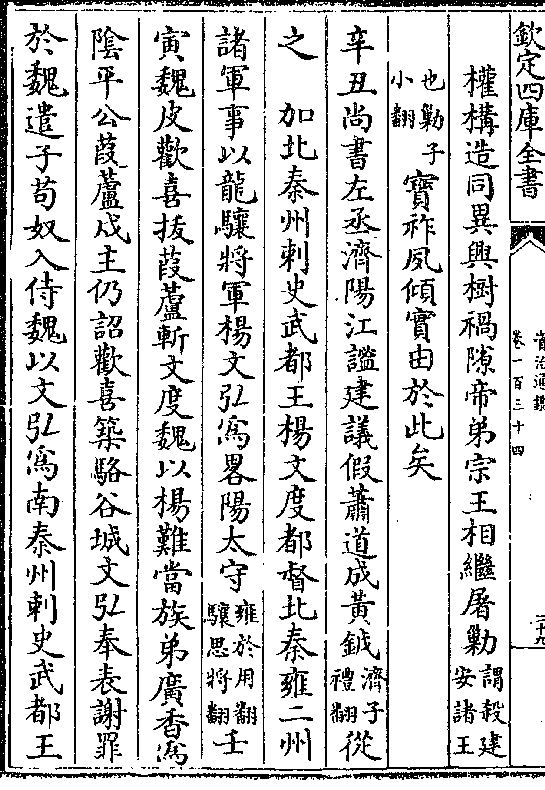 欽定四庫全書
資治通鑑
卷一百三十四
二十九
權構造同異興樹禍隙帝弟宗王相繼屠勦謂殺建安諸王
也勦子小翻寶祚夙傾實由於此矣
辛丑尚書左丞濟陽江謐建議假蕭道成黃鉞濟子禮翻從
之　加北秦州刺史武都王楊文度都督北秦雍二州
諸軍事以龍驤將軍楊文弘為畧陽太守雍於用翻驤思將翻壬
寅魏皮歡喜拔葭蘆斬文度魏以楊難當族弟廣香為
陰平公葭蘆戍主仍詔歡喜築駱谷城文弘奉表謝罪
於魏遣子苟奴入侍魏以文弘為南秦州刺史武都王